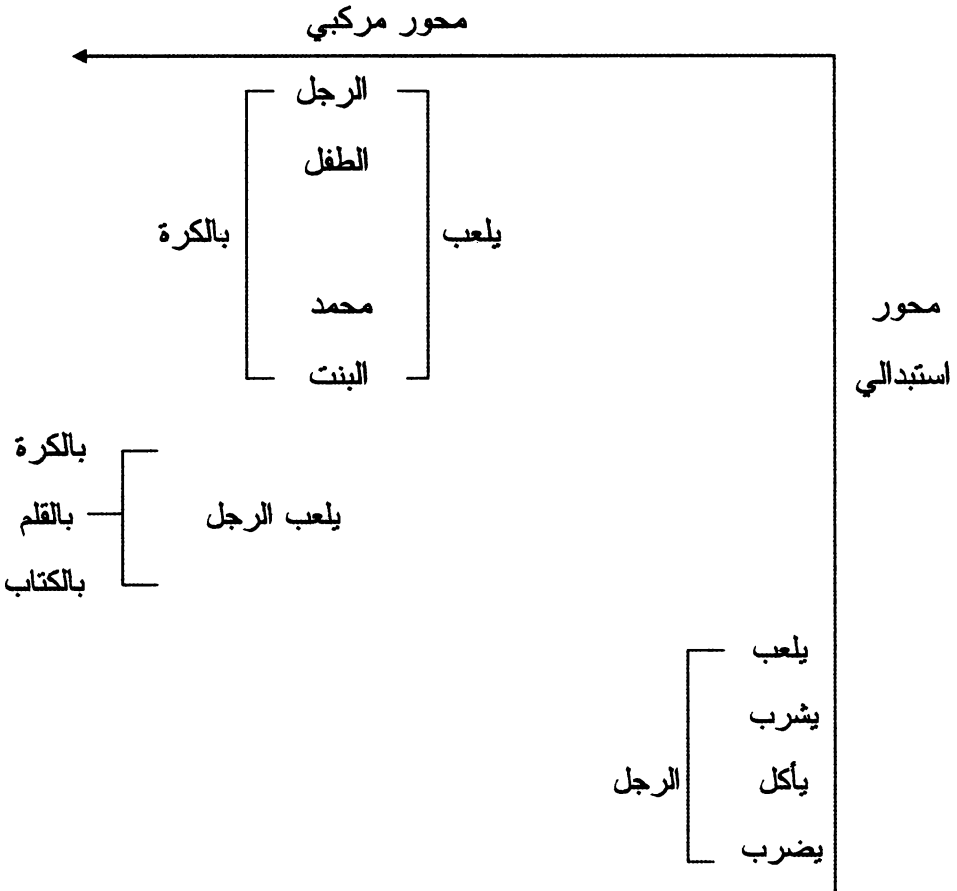 محور مركبي
الرجل
الطفل
يلعب
بالكرة
محمد
البنت
محور
استبدالي
بالكرة
يلعب الرجل
بالقلم
بالكتاب
يلعب
يشرب
يأكل
الرجل
يضرب